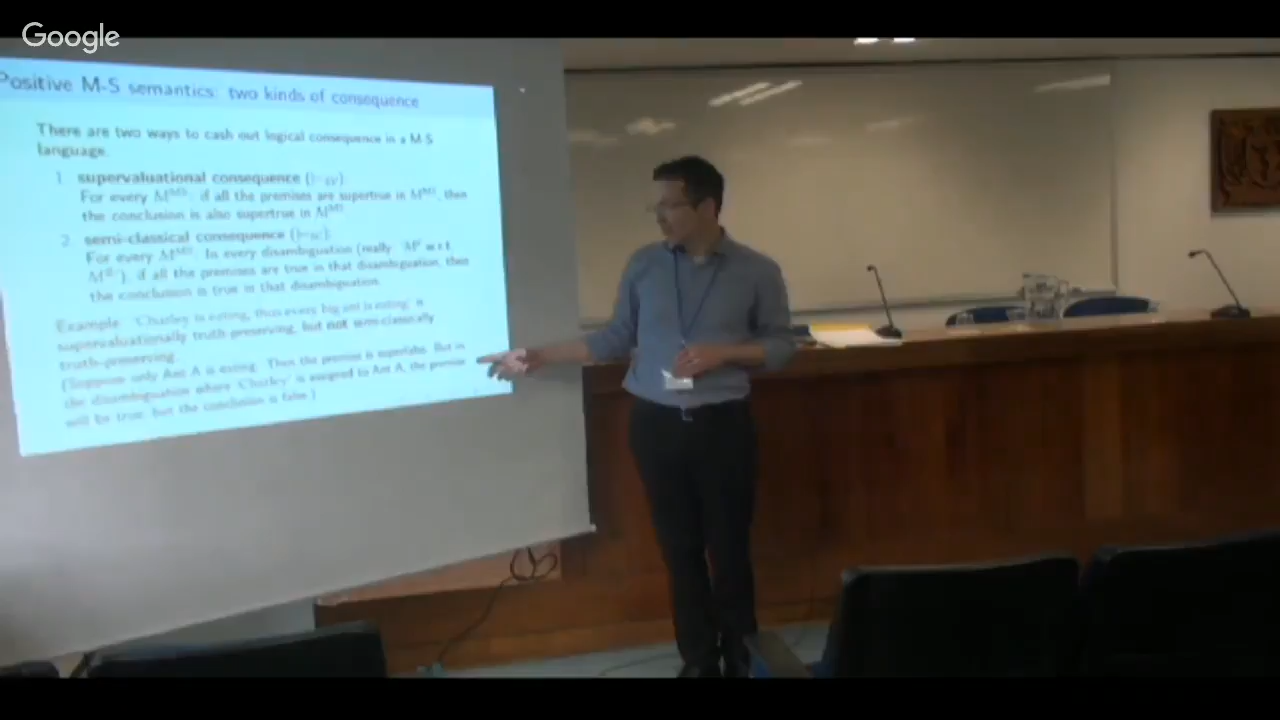 Google
Positive M-S semantics: two kinds of consequence
There are two ways to cash out logical consequence in a M-S
language.
1. supervaluational consequence
For every if all the premises are supertrue in then
the conclusion is also supertrue in
2. semi-classical consequence
For every In every disambiguation (really w.r.t.
if all the premises are true in that disambiguation, then
the conclusion is true in that disambiguation.
Example: 'Charley is eating, thus every big ant is eating' is
supervaluationally truth preserving, but not semi-classically
truth-preserving.
(Suppose only Ant A is eating. Then the premise is superfalse. But in
the disambiguation where 'Charley' is assigned to Ant A, the premise
will be true, but the conclusion is false.)